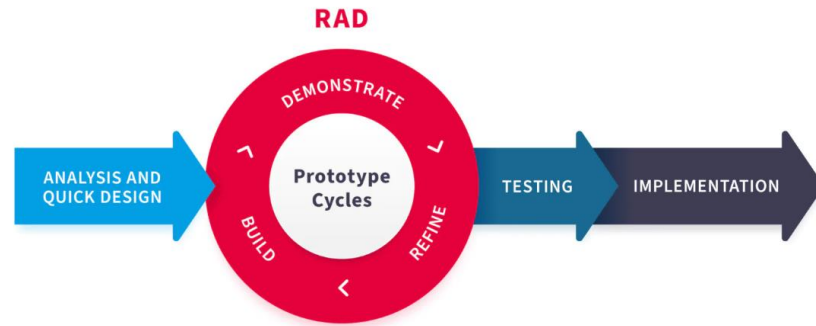 RAD
ANALYSIS AND
QUICK DESIGN
DEMONSTRATE
BUILD
REFINE
Prototype
Cycles
TESTING
IMPLEMENTATION